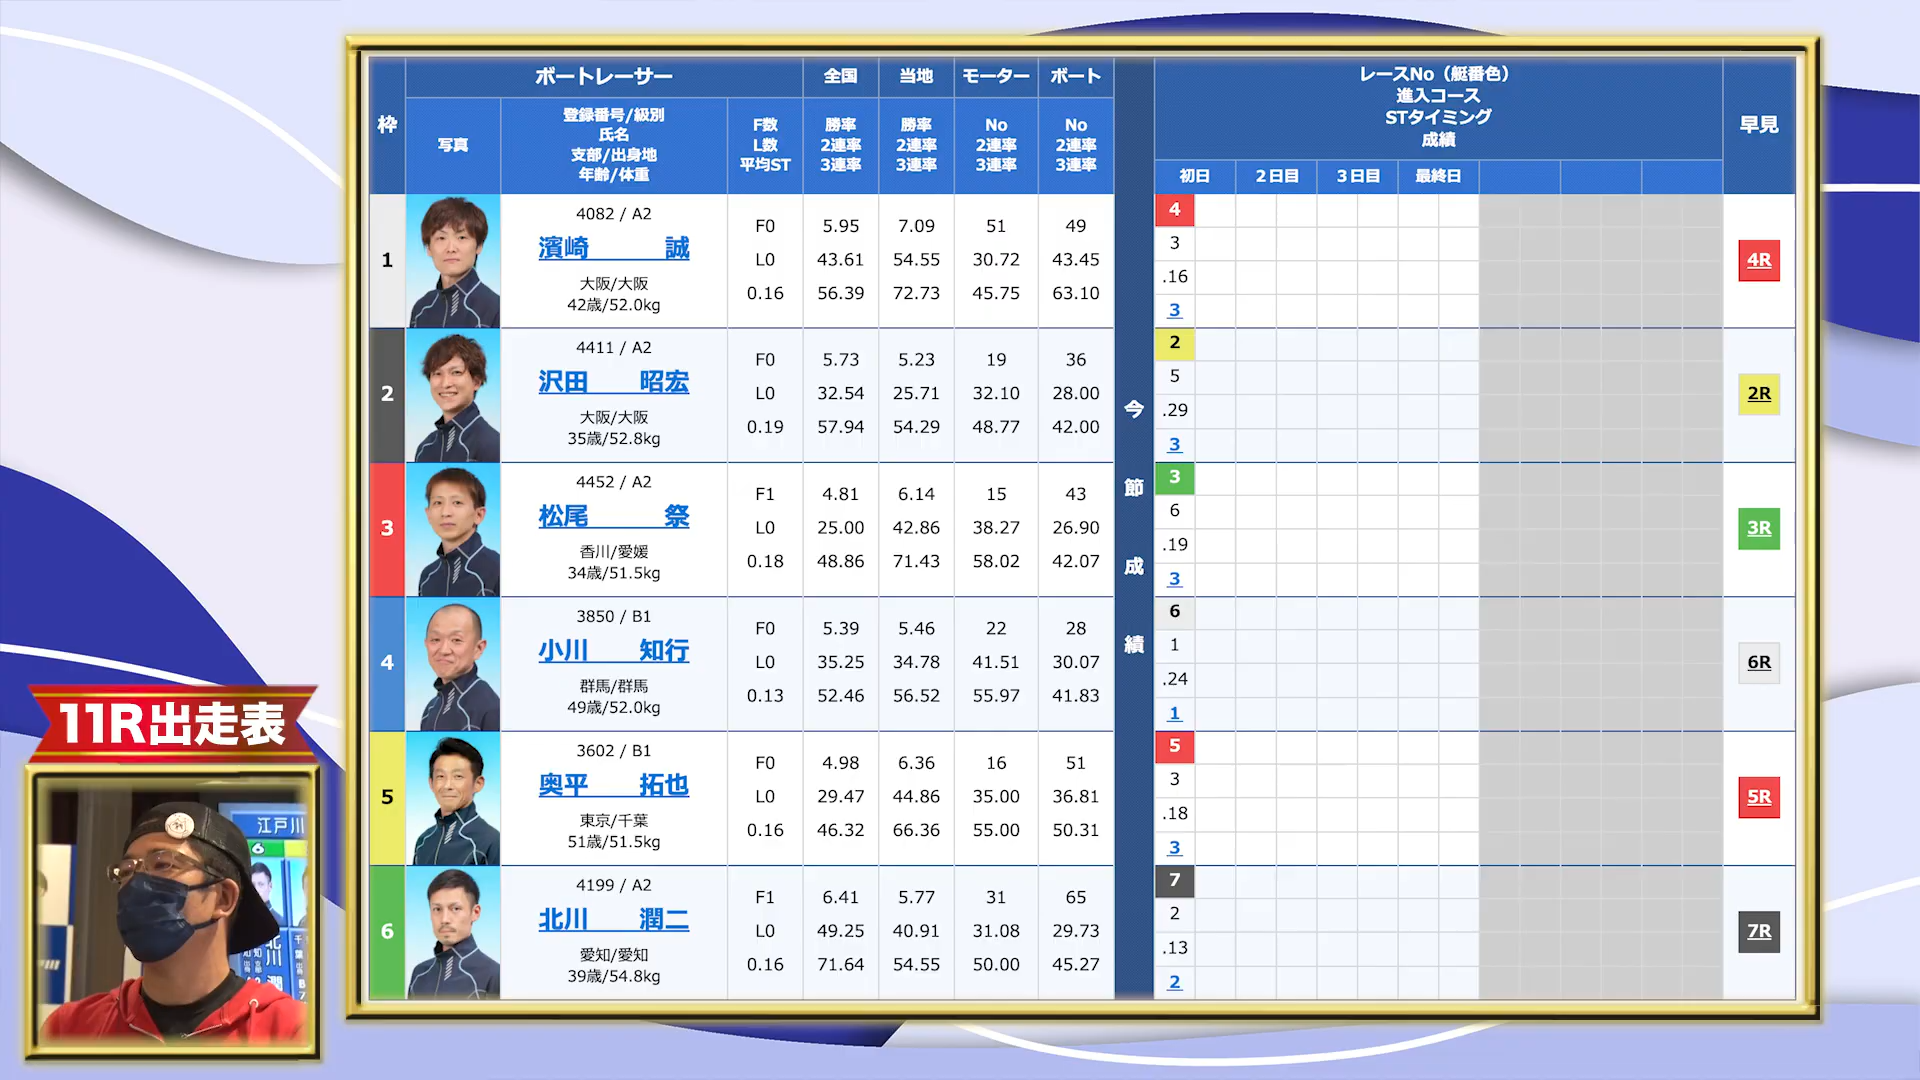 枠
ボートレーサー
全国
当地
モーター
ボート
写真
登録番号/級別
氏名
支部/出身地
年齢/体重
F数
L数
平均ST
勝率
2連率
3連率
勝率
2連率
3連率
No
2連率
3連率
No
2連率
3連率
今節成績
レースNo（艇番色）
進入コース
STタイミング
成績
初日
2日目
3日目
最終日
早見
1
4082 / A2
濱崎 誠
大阪/大阪
42歳/52.0kg
F0
L0
0.16
5.95
43.61
56.39
7.09
54.55
72.73
51
30.72
45.75
49
43.45
63.10
4
3
.16
3
4R
2
4411 / A2
沢田 昭宏
大阪/大阪
35歳/52.8kg
F0
L0
0.19
5.73
32.54
57.94
5.23
25.71
54.29
19
32.10
48.77
36
28.00
42.00
2
5
.29
3
2R
3
4452 / A2
松尾 祭
香川/愛媛
34歳/51.5kg
F1
L0
0.18
4.81
25.00
48.86
6.14
42.86
71.43
15
38.27
58.02
43
26.90
42.07
3
6
.19
3
3R
4
3850 / B1
小川 知行
群馬/群馬
49歳/52.0kg
F0
L0
0.13
5.39
35.25
52.46
5.46
34.78
56.52
22
41.51
55.97
28
30.07
41.83
6
1
.24
1
6R
5
3602 / B1
奥平 拓也
東京/千葉
51歳/51.5kg
F0
L0
0.16
4.98
29.47
46.32
6.36
44.86
66.36
16
35.00
55.00
51
36.81
50.31
5
3
.18
3
5R
6
4199 / A2
北川 潤二
愛知/愛知
39歳/54.8kg
F1
L0
0.16
6.41
49.25
71.64
5.77
40.91
54.55
31
31.08
50.00
65
29.73
45.27
7
2
.13
2
7R
11R出走表
江戸川
6
北川